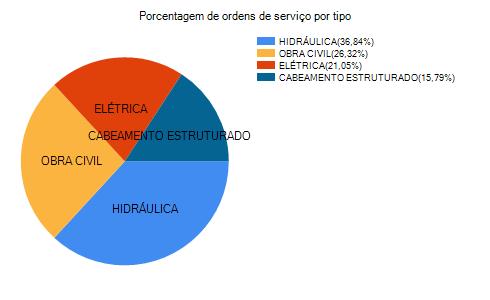 Porcentagem de ordens de serviço por tipo
HIDRÁULICA(36,84%)
OBRA CIVIL(26,32%)
ELÉTRICA(21,05%)
CABEAMENTO ESTRUTURADO(15,79%)
ELÉTRICA
CABEAMENTO ESTRUTURADO
OBRA CIVIL
HIDRÁULICA